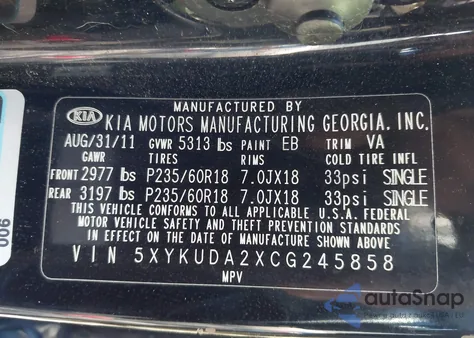 MANUFACTURED BY
KIA KIA MOTORS MANUFACTURING GEORGIA, INC.
AUG/31/11 GVWR 5313 lbs PAINT EB TRIM VA
GAWR TIRES RIMS COLD TIRE INFL
FRONT 2977 lbs P235/60R18 7.0JX18 33psi SINGLE
REAR 3197 lbs P235/60R18 7.0JX18 33psi SINGLE
THIS VEHICLE CONFORMS TO ALL APPLICABLE U.S.A. FEDERAL
MOTOR VEHICLE SAFETY AND THEFT PREVENTION STANDARDS
IN EFFECT ON THE DATE OF MANUFACTURE SHOWN ABOVE.
VIN 5XYKUDA2XCG245858
MPV
006
autoSnap